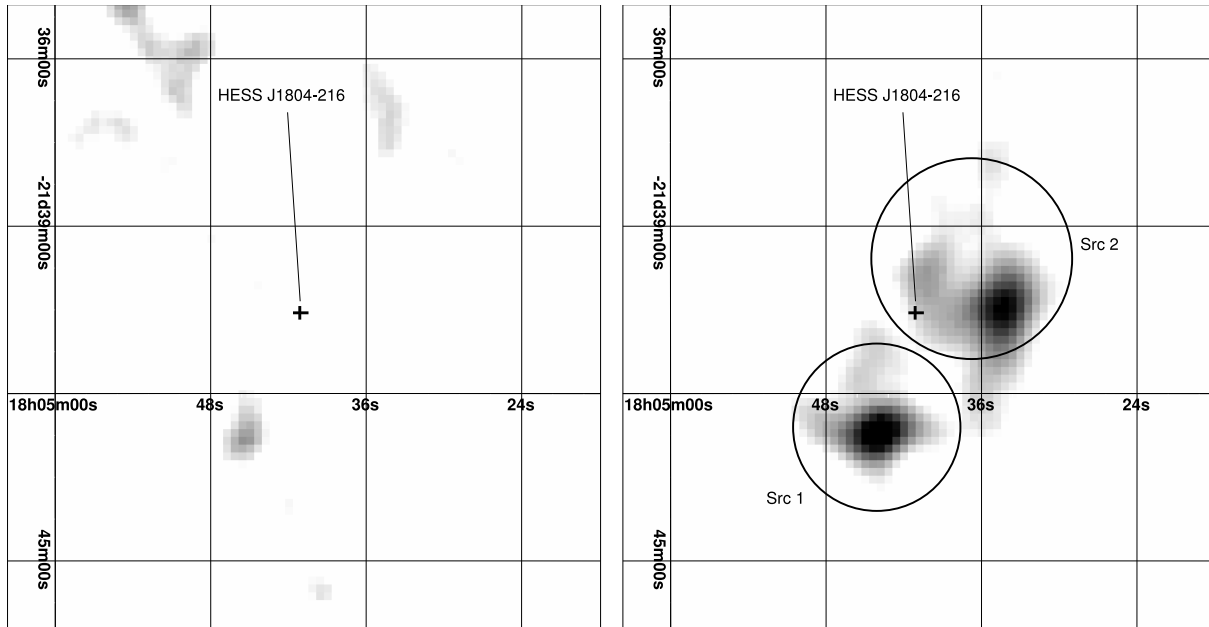 36m00s
HESS J1804-216
-21d39m00s
18h05m00s
48s
36s
24s
45m00s
36m00s
HESS J1804-216
-21d39m00s
Src 2
18h05m00s
48s
36s
24s
Src 1
45m00s